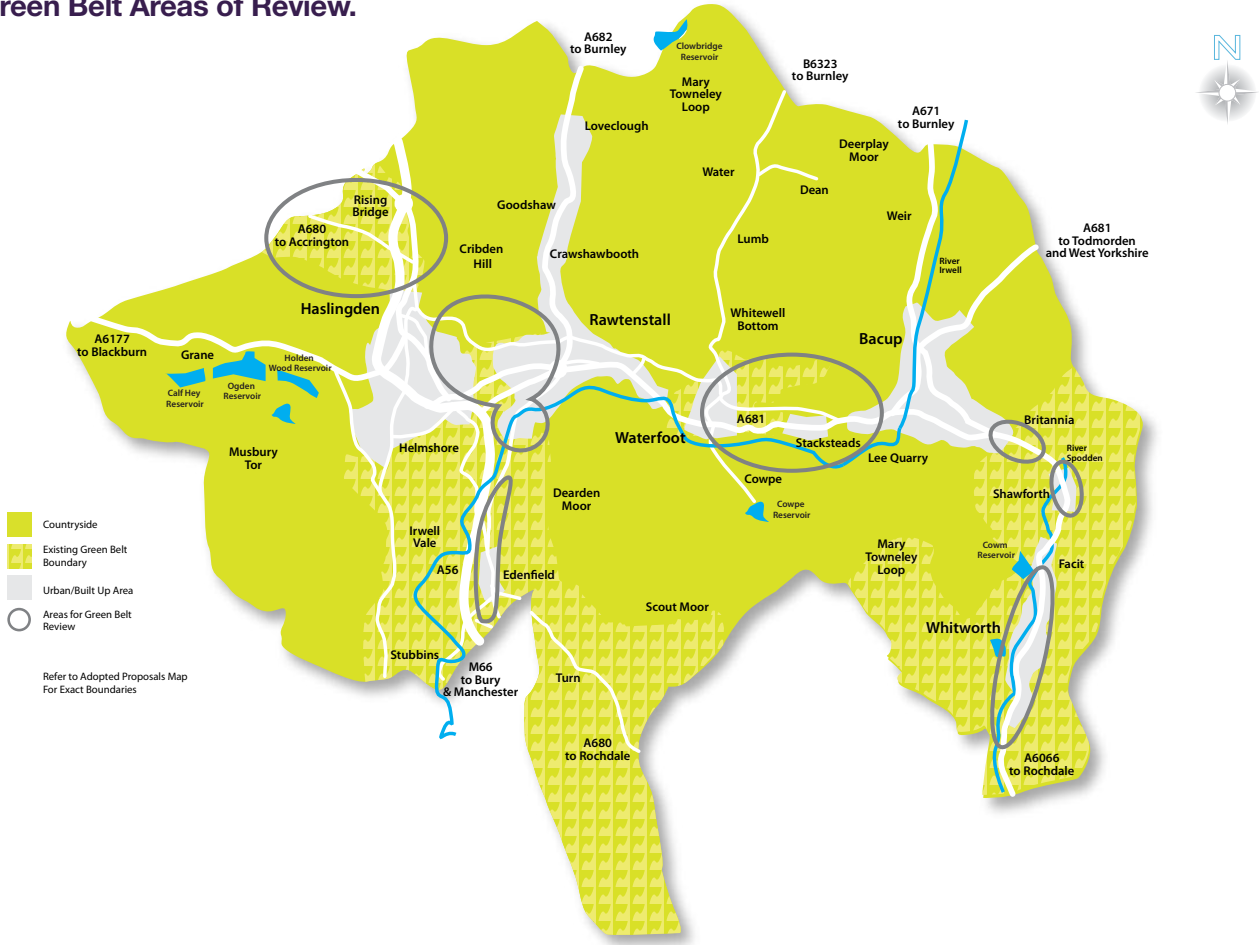 reen Belt Areas of Review.
N
A682
to Burnley
Clowbridge
Reservoir
Mary
Towneley
Loop
B6323
to Burnley
A671
to Burnley
Loveclough
Deerplay
Moor
Water
Dean
Rising
Bridge
Goodshaw
Weir
A680
to Accrington
Cribden
Hill
Crawshawbooth
Lumb
A681
to Todmorden
and West Yorkshire
River
Irwell
Haslingden
Rawtenstall
Whitewell
Bottom
Bacup
A6177
to Blackburn
Grane
Holden
Wood Reservoir
Calf Hey
Reservoir
Ogden
Reservoir
A681
Britannia
Waterfoot
Stacksteads
Musbury
Tor
Helmshore
Lee Quarry
River
Spodden
Cowpe
Shawforth
Dearden
Moor
Cowpe
Reservoir
Countryside
Existing Green Belt
Boundary
Urban/Built Up Area
Areas for Green Belt
Review
Refer to Adopted Proposals Map
For Exact Boundaries
Irwell
Vale
A56
Edenfield
Mary
Towneley
Loop
Cowm
Reservoir
Facit
Scout Moor
Whitworth
Stubbins
M66
to Bury
& Manchester
Turn
A680
to Rochdale
A6066
to Rochdale